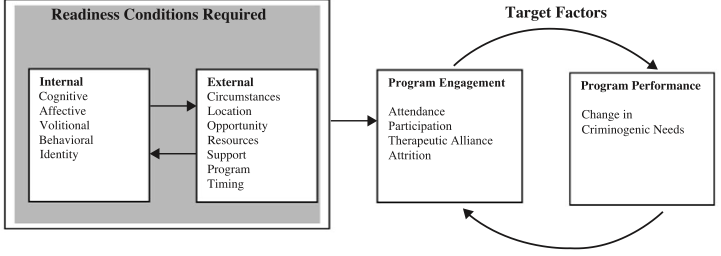 Readiness Conditions Required
Internal
Cognitive
Affective
Volitional
Behavioral
Identity
External
Circumstances
Location
Opportunity
Resources
Support
Program
Timing
Target Factors
Program Engagement
Attendance
Participation
Therapeutic Alliance
Attrition
Program Performance
Change in
Criminogenic Needs